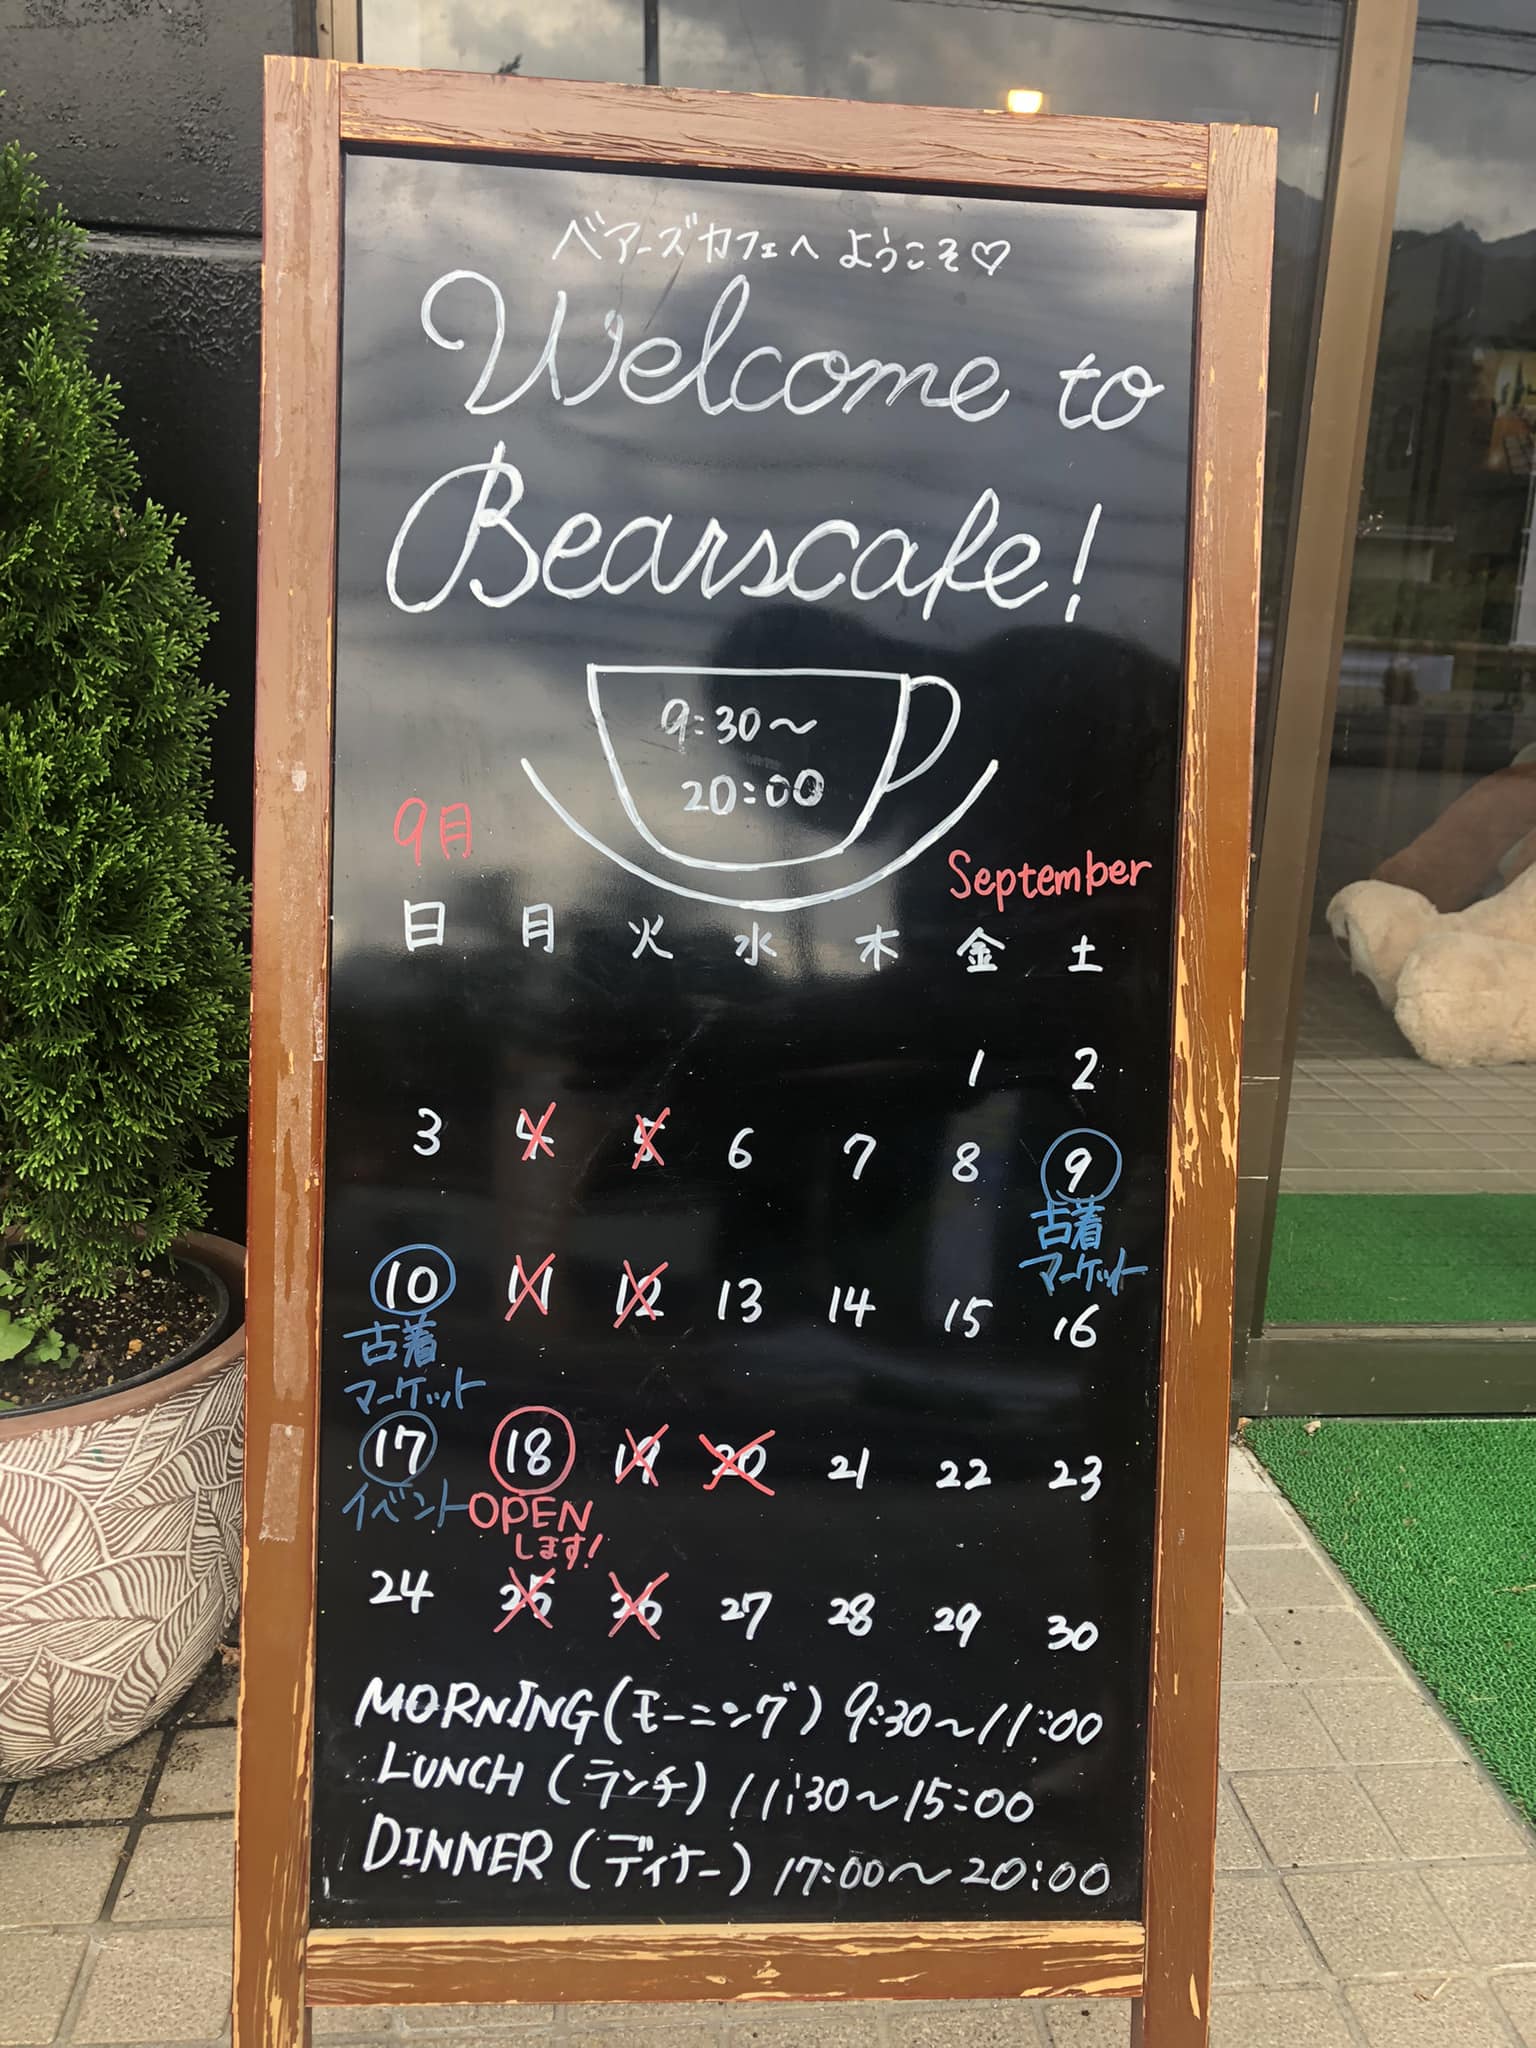 ベアーズカフェへ ようこそ♡
Welcome to
Bearscafe!
9:30〜
20:00
9月
September
日 月 火 水 木 金 土
1 2
3 4 5 6 7 8 9
古着
マーケット
10 11 12 13 14 15 16
古着
マーケット
17 18 19 20 21 22 23
イベント OPEN
します!
24 25 26 27 28 29 30
MORNING(モーニング) 9:30〜11:00
LUNCH (ランチ) 11:30〜15:00
DINNER (ディナー) 17:00〜20:00